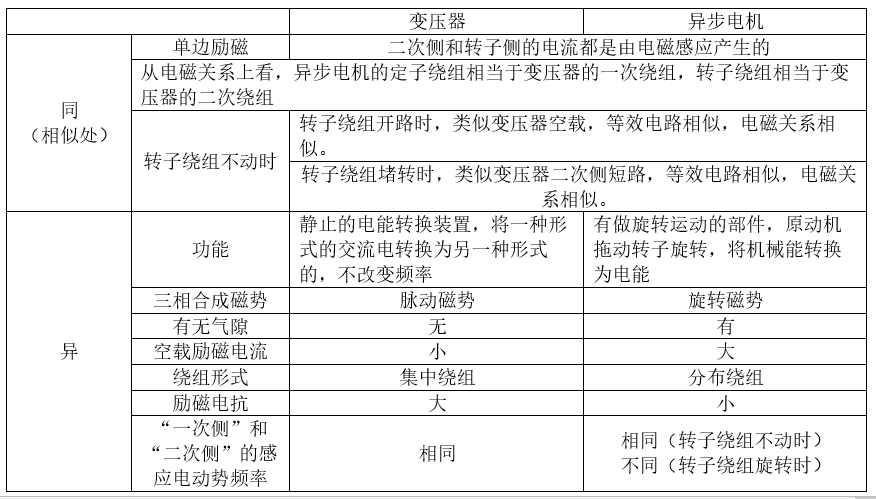 变压器 异步电机
单边励磁 二次侧和转子侧的电流都是由电磁感应产生的
从电磁关系上看，异步电机的定子绕组相当于变压器的一次绕组，转子绕组相当于变
压器的二次绕组
同
（相似处）
转子绕组不动时
转子绕组开路时，类似变压器空载，等效电路相似，电磁关系相
似。
转子绕组堵转时，类似变压器二次侧短路，等效电路相似，电磁关
系相似。
异
功能
静止的电能转换装置，将一种形
式的交流电转换为另一种形式
的，不改变频率
有做旋转运动的部件，原动机
拖动转子旋转，将机械能转换
为电能
三相合成磁势 脉动磁势 旋转磁势
有无气隙 无 有
空载励磁电流 小 大
绕组形式 集中绕组 分布绕组
励磁电抗 大 小
“一次侧”和
“二次侧”的感
应电动势频率
相同
相同（转子绕组不动时）
不同（转子绕组旋转时）